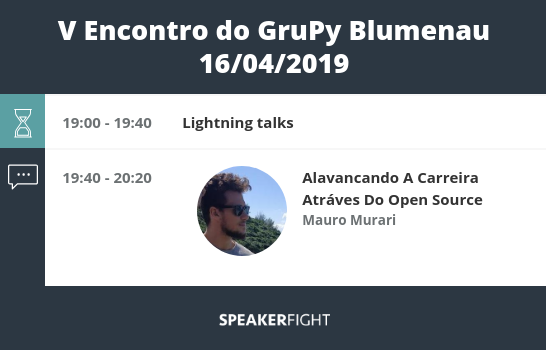 V Encontro do GruPy Blumenau
16/04/2019
19:00 - 19:40 Lightning talks
19:40 - 20:20 Alavancando A Carreira
Atráves Do Open Source
Mauro Murari
SPEAKERFIGHT